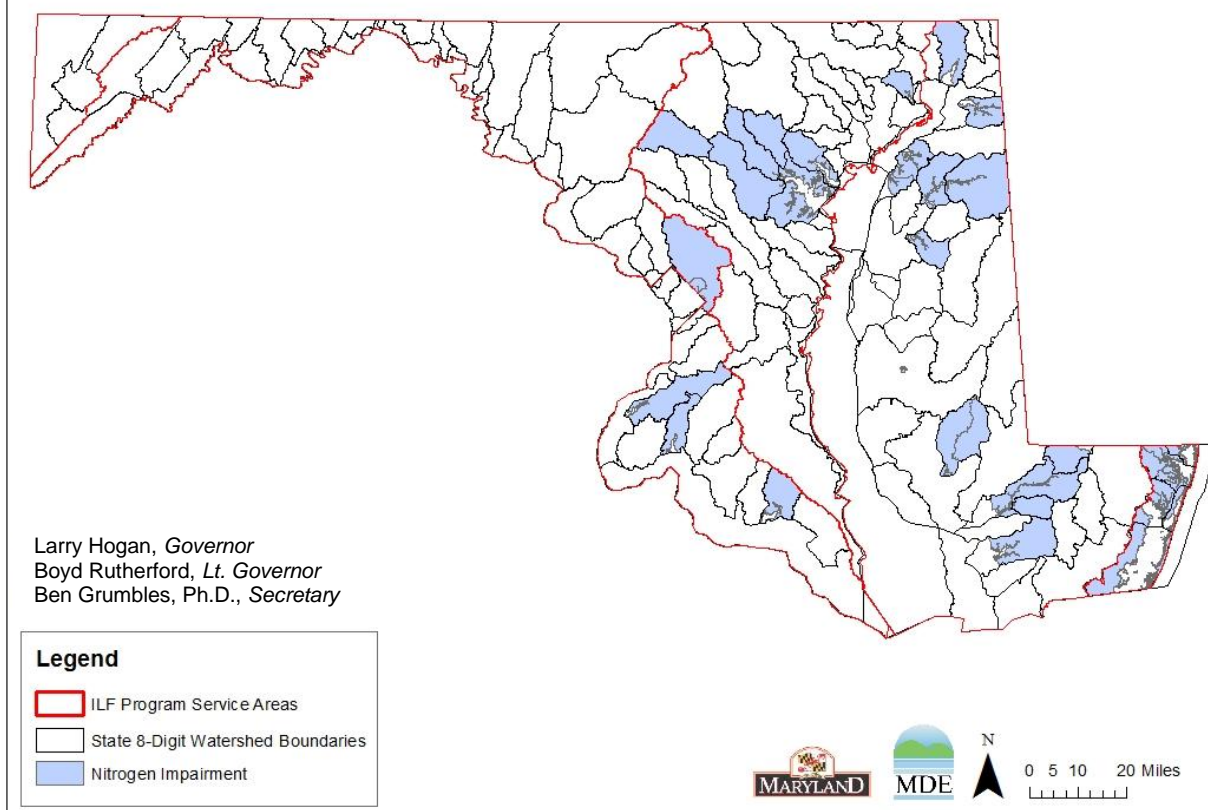 Larry Hogan, Governor
Boyd Rutherford, Lt. Governor
Ben Grumbles, Ph.D., Secretary
Legend
ILF Program Service Areas
State 8-Digit Watershed Boundaries
Nitrogen Impairment
MARYLAND
MDE
N
0 5 10 20 Miles